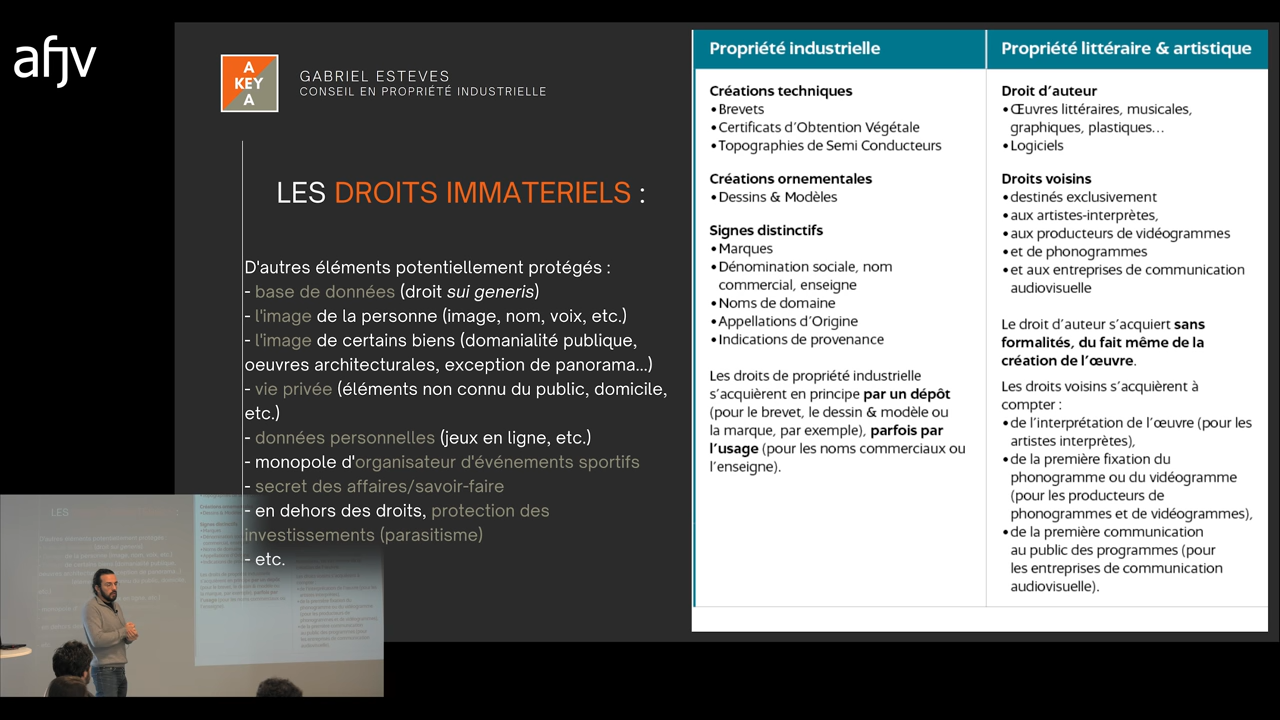 afjv
A
KEY
A
GABRIEL ESTEVES
CONSEIL EN PROPRIÉTÉ INDUSTRIELLE
LES DROITS IMMATERIELS :
D'autres éléments potentiellement protégés :
- base de données (droit sui generis)
- l'image de la personne (image, nom, voix, etc.)
- l'image de certains biens (domanialité publique,
oeuvres architecturales, exception de panorama...)
- vie privée (éléments non connu du public, domicile,
etc.)
- données personnelles (jeux en ligne, etc.)
- monopole d'organisateur d'événements sportifs
- secret des affaires/savoir-faire
- en dehors des droits, protection des
investissements (parasitisme)
- etc.
Propriété industrielle
Créations techniques
• Brevets
• Certificats d'Obtention Végétale
• Topographies de Semi Conducteurs
Créations ornementales
• Dessins & Modèles
Signes distinctifs
• Marques
• Dénomination sociale, nom
commercial, enseigne
• Noms de domaine
• Appellations d'Origine
• Indications de provenance
Les droits de propriété industrielle
s'acquièrent en principe par un dépôt
(pour le brevet, le dessin & modèle ou
la marque, par exemple), parfois par
l'usage (pour les noms commerciaux ou
l'enseigne).
Propriété littéraire & artistique
Droit d'auteur
• Œuvres littéraires, musicales,
graphiques, plastiques…
• Logiciels
Droits voisins
• destinés exclusivement
• aux artistes-interprètes,
• aux producteurs de vidéogrammes
• et de phonogrammes
• et aux entreprises de communication
audiovisuelle
Le droit d'auteur s'acquiert sans
formalités, du fait même de la
création de l'œuvre.
Les droits voisins s'acquièrent à
compter :
• de l'interprétation de l'œuvre (pour les
artistes interprètes),
• de la première fixation du
phonogramme ou du vidéogramme
(pour les producteurs de
phonogrammes et de vidéogrammes),
• de la première communication
au public des programmes (pour
les entreprises de communication
audiovisuelle).
LES